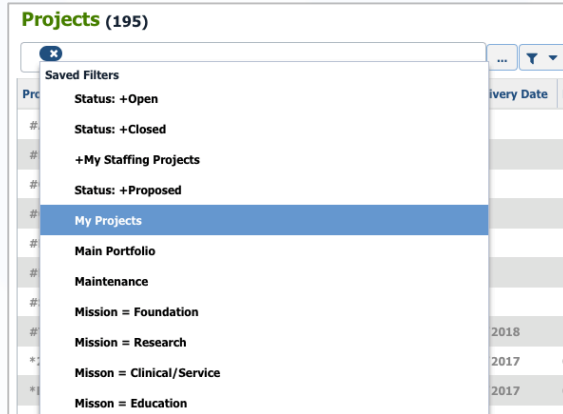 Projects (195)
...
Saved Filters
Pro
ivery Date
Status: +Open
#
Status: +Closed
#
+My Staffing Projects
#
Status: +Proposed
#
My Projects
#
Main Portfolio
#
Maintenance
#
Mission = Foundation
#
2018
Mission = Research
*2
2017
Misson = Clinical/Service
*
2017
Misson = Education